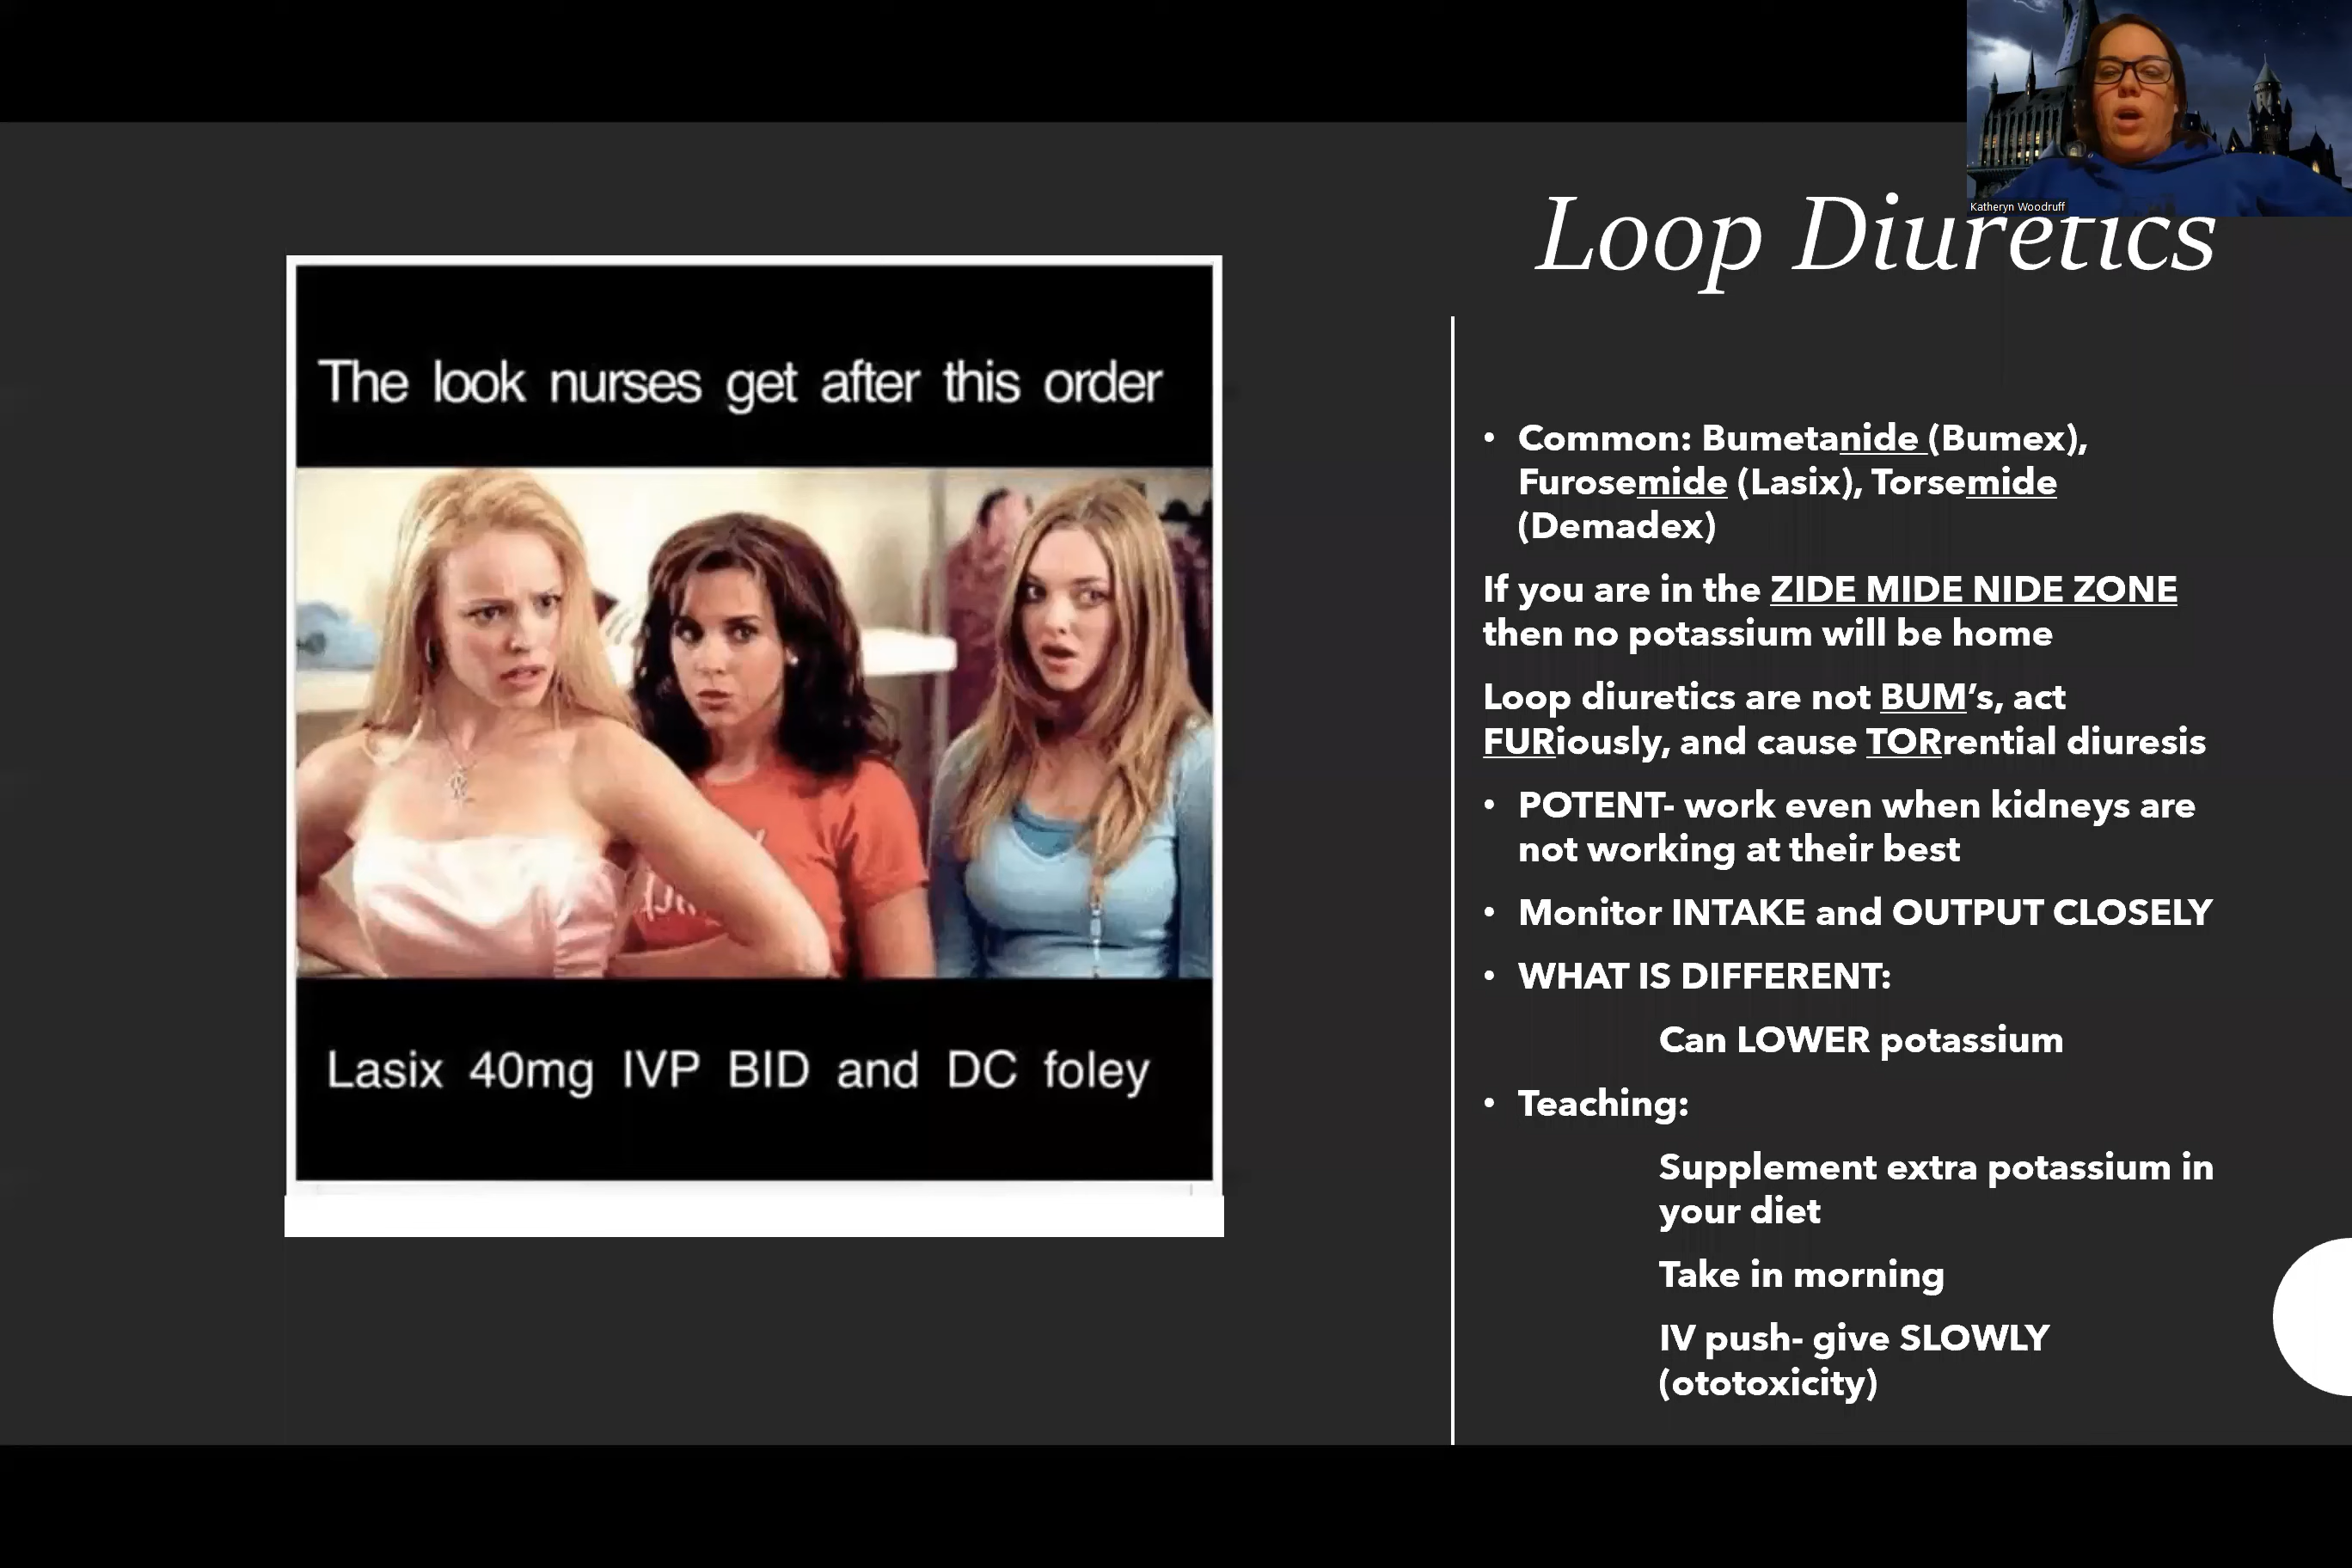 Katheryn Woodruff
Loop Diuretics
The look nurses get after this order
Lasix 40mg IVP BID and DC foley
• Common: Bumetanide (Bumex),
Furosemide (Lasix), Torsemide
(Demadex)
If you are in the ZIDE MIDE NIDE ZONE
then no potassium will be home
Loop diuretics are not BUM’s, act
FURiously, and cause TORrential diuresis
• POTENT- work even when kidneys are
not working at their best
• Monitor INTAKE and OUTPUT CLOSELY
• WHAT IS DIFFERENT:
Can LOWER potassium
• Teaching:
Supplement extra potassium in
your diet
Take in morning
IV push- give SLOWLY
(ototoxicity)